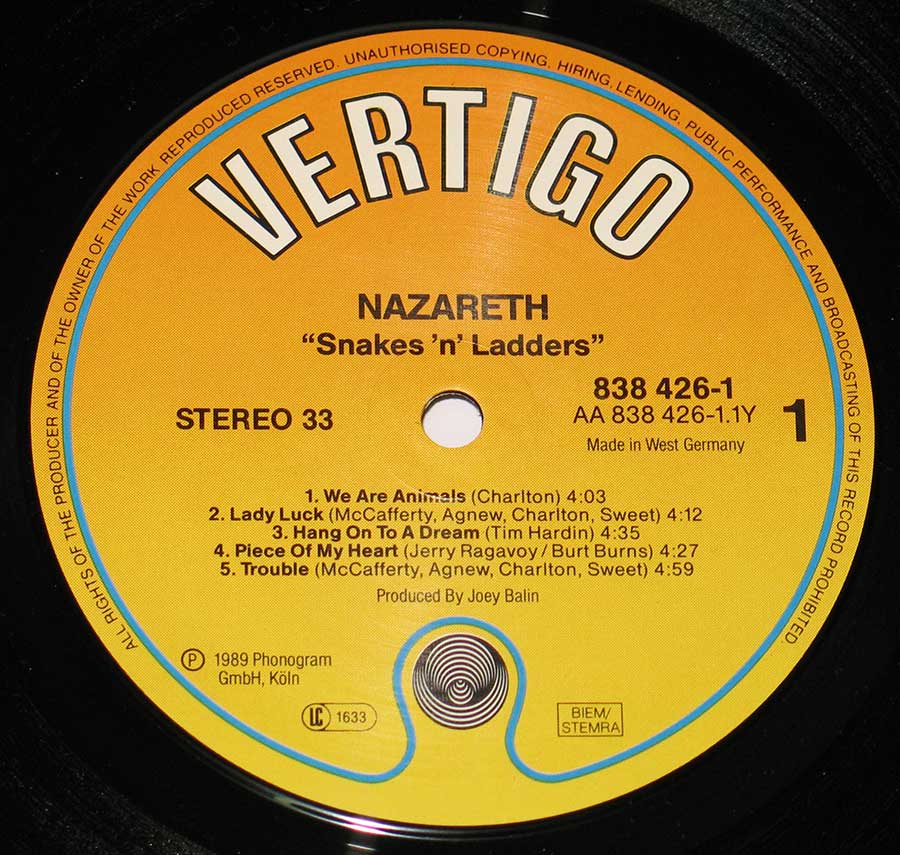 ALL RIGHTS OF THE PRODUCER AND OF THE OWNER OF THE WORK REPRODUCED RESERVED. UNAUTHORISED COPYING, HIRING, LENDING, PUBLIC PERFORMANCE AND BROADCASTING OF THIS RECORD PROHIBITED.
VERTIGO
NAZARETH
“Snakes ’n’ Ladders”
STEREO 33
838 426-1
AA 838 426-1.1Y
1
Made in West Germany
1. We Are Animals (Charlton) 4:03
2. Lady Luck (McCafferty, Agnew, Charlton, Sweet) 4:12
3. Hang On To A Dream (Tim Hardin) 4:35
4. Piece Of My Heart (Jerry Ragavoy / Burt Burns) 4:27
5. Trouble (McCafferty, Agnew, Charlton, Sweet) 4:59
Produced By Joey Balin
Ⓟ 1989 Phonogram
GmbH, Köln
LC 1633
BIEM/
STEMRA